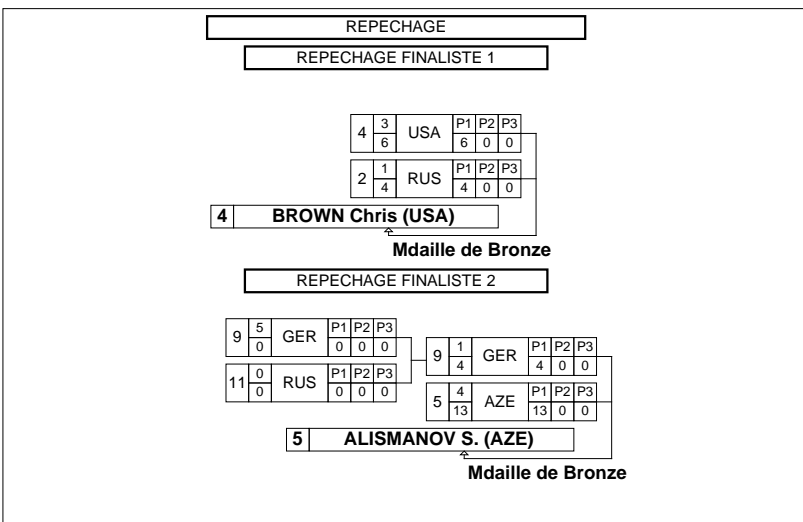 REPECHAGE
REPECHAGE FINALISTE 1
4 3 USA P1 P2 P3
6 6 0 0
2 1 RUS P1 P2 P3
4 4 0 0
4 BROWN Chris (USA)
Mdaille de Bronze
REPECHAGE FINALISTE 2
9 5 GER P1 P2 P3
0 0 0 0
11 0 RUS P1 P2 P3
0 0 0 0
9 1 GER P1 P2 P3
4 4 0 0
5 4 AZE P1 P2 P3
13 13 0 0
5 ALISMANOV S. (AZE)
Mdaille de Bronze